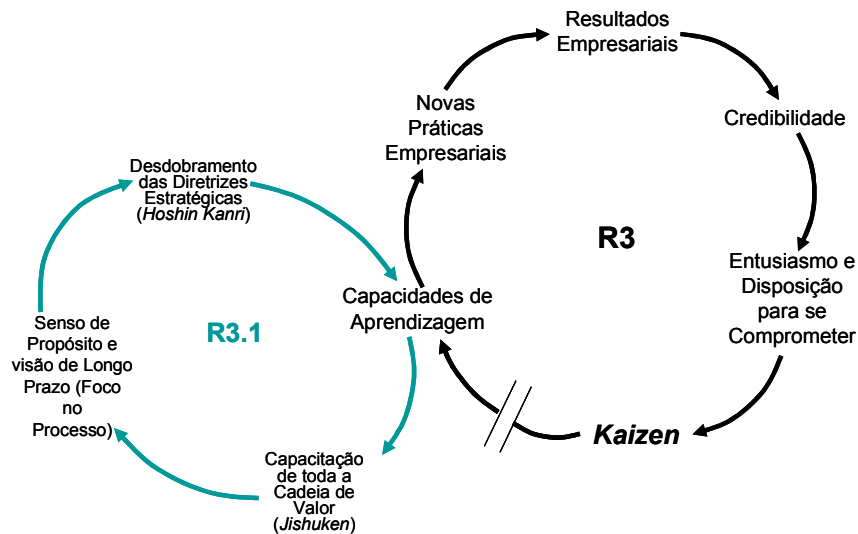 Resultados
Empresariais
Novas
Práticas
Empresariais
Credibilidade
Desdobramento
das Diretrizes
Estratégicas
(Hoshin Kanri)
R3
Entusiasmo e
Disposição
para se
Comprometer
Capacidades de
Aprendizagem
R3.1
Senso de
Propósito e
visão de Longo
Prazo (Foco
no
Processo)
Kaizen
Capacitação
de toda a
Cadeia de
Valor
(Jishuken)